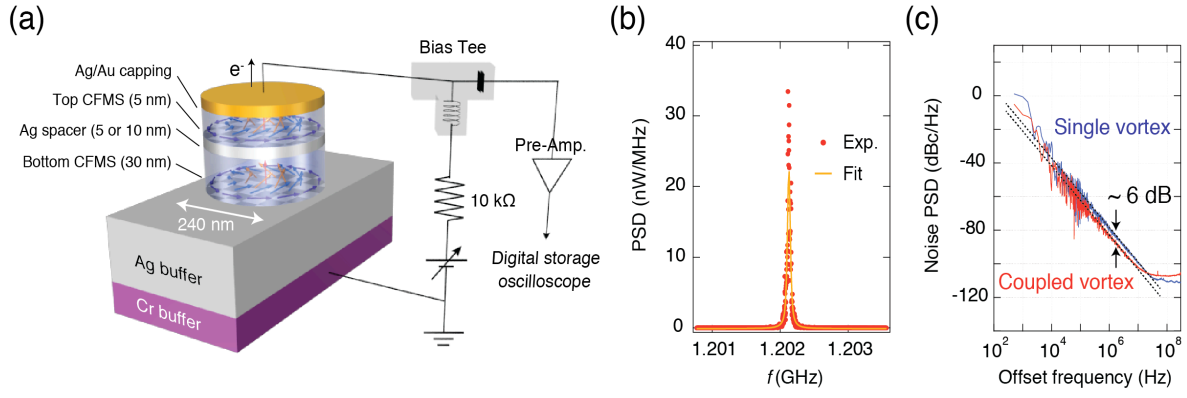 (a)
Ag/Au capping
Top CFMS (5 nm)
Ag spacer (5 or 10 nm)
Bottom CFMS (30 nm)
e-
240 nm
Ag buffer
Cr buffer
Bias Tee
Pre-Amp.
10 kΩ
Digital storage
oscilloscope
(b)
PSD (nW/MHz)
40
30
20
10
0
Exp.
Fit
1.201
1.202
1.203
f (GHz)
(c)
Noise PSD (dBc/Hz)
0
-40
-80
-120
Single vortex
~ 6 dB
Coupled vortex
10²
10⁴
10⁶
10⁸
Offset frequency (Hz)